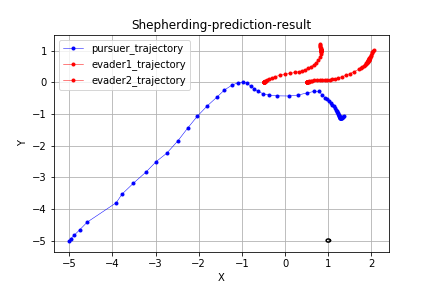 Shepherding-prediction-result
pursuer_trajectory
evader1_trajectory
evader2_trajectory
Y
1
0
−1
−2
−3
−4
−5
−5
−4
−3
−2
−1
0
1
2
X